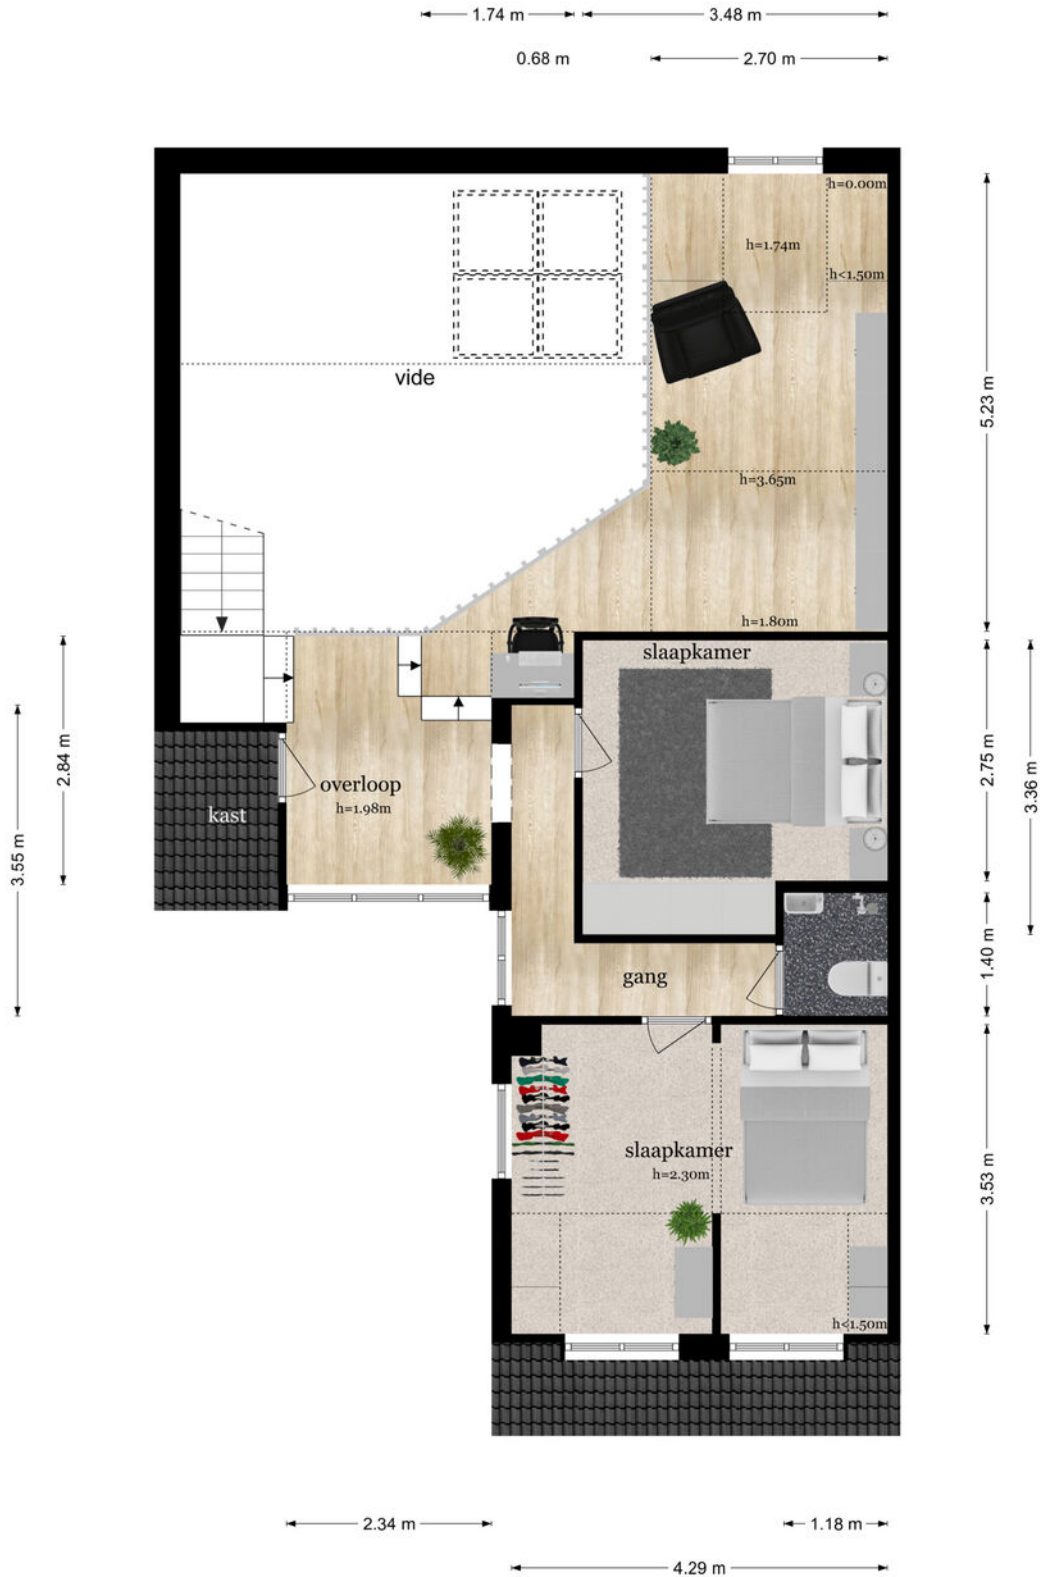 1.74 m
3.48 m
0.68 m
2.70 m
h=0.00m
h=1.74m
h<1.50m
vide
5.23 m
h=3.65m
h=1.80m
slaapkamer
2.84 m
2.75 m
3.36 m
overloop
h=1.98m
kast
3.55 m
1.40 m
gang
slaapkamer
h=2.30m
3.53 m
h<1.50m
2.34 m
1.18 m
4.29 m